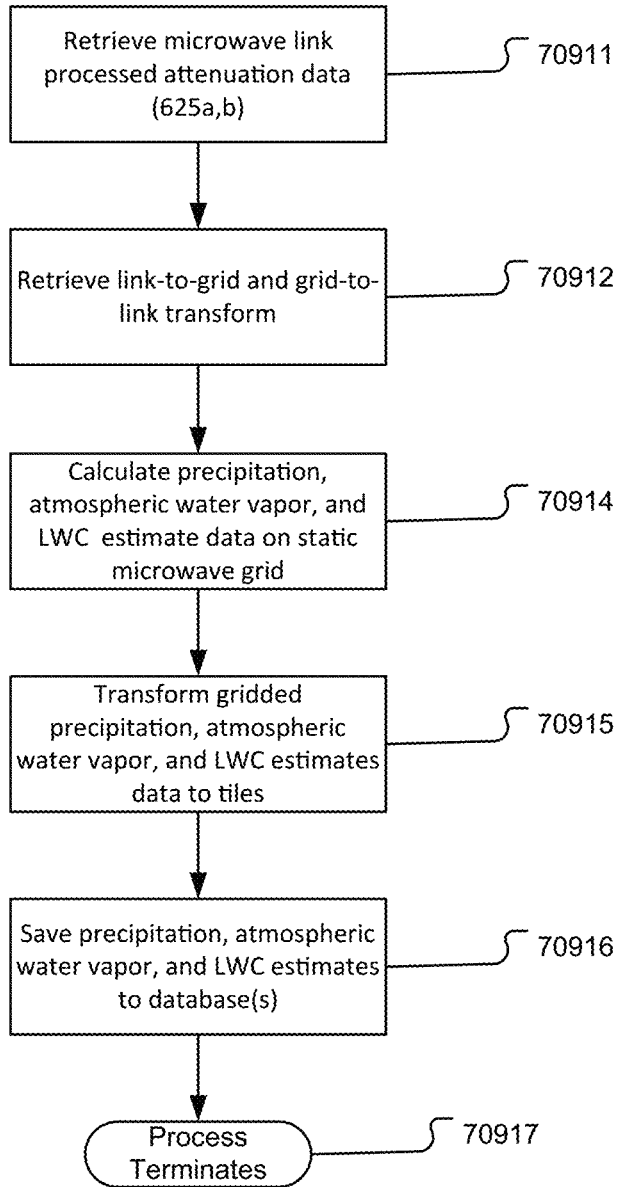 Retrieve microwave link
processed attenuation data
(625a,b)
70911
Retrieve link-to-grid and grid-to-
link transform
70912
Calculate precipitation,
atmospheric water vapor, and
LWC estimate data on static
microwave grid
70914
Transform gridded
precipitation, atmospheric
water vapor, and LWC estimates
data to tiles
70915
Save precipitation, atmospheric
water vapor, and LWC estimates
to database(s)
70916
Process
Terminates
70917